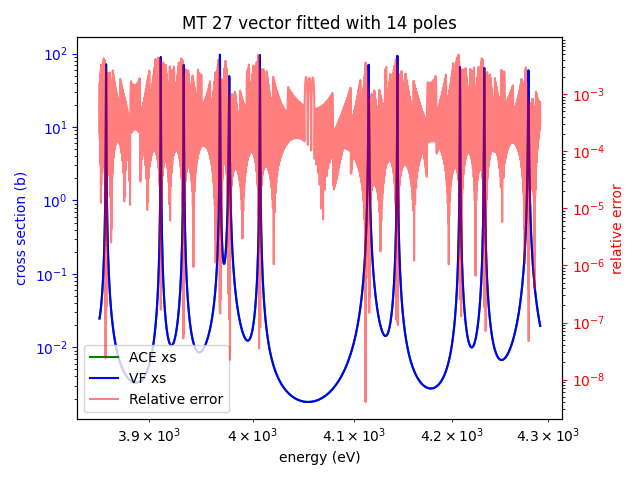 MT 27 vector fitted with 14 poles
cross section (b)
10²
10¹
10⁰
10⁻¹
10⁻²
relative error
10⁻³
10⁻⁴
10⁻⁵
10⁻⁶
10⁻⁷
10⁻⁸
ACE xs
VF xs
Relative error
3.9 × 10³ 4 × 10³ 4.1 × 10³ 4.2 × 10³ 4.3 × 10³
energy (eV)